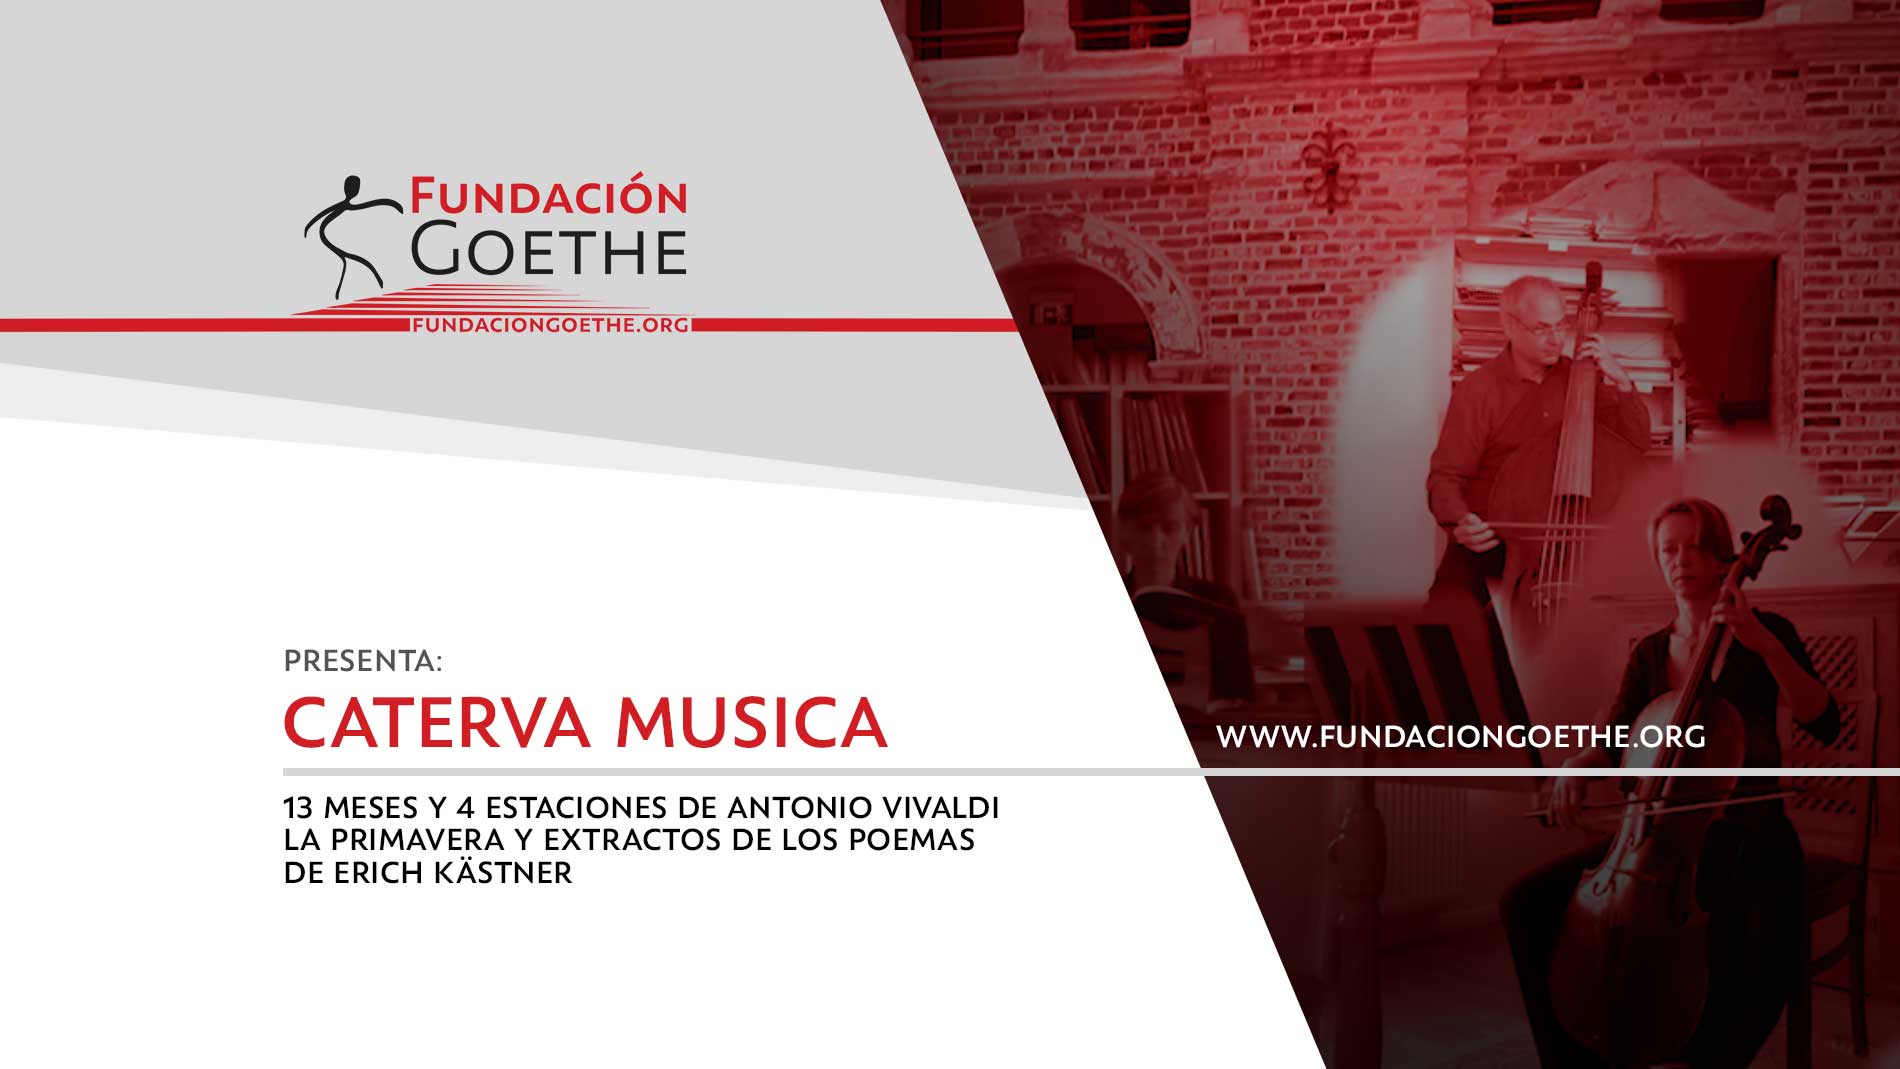 FUNDACIÓN
GOETHE
FUNDACIONGOETHE.ORG
PRESENTA:
CATERVA MUSICA
WWW.FUNDACIONGOETHE.ORG
13 MESES Y 4 ESTACIONES DE ANTONIO VIVALDI
LA PRIMAVERA Y EXTRACTOS DE LOS POEMAS
DE ERICH KÄSTNER